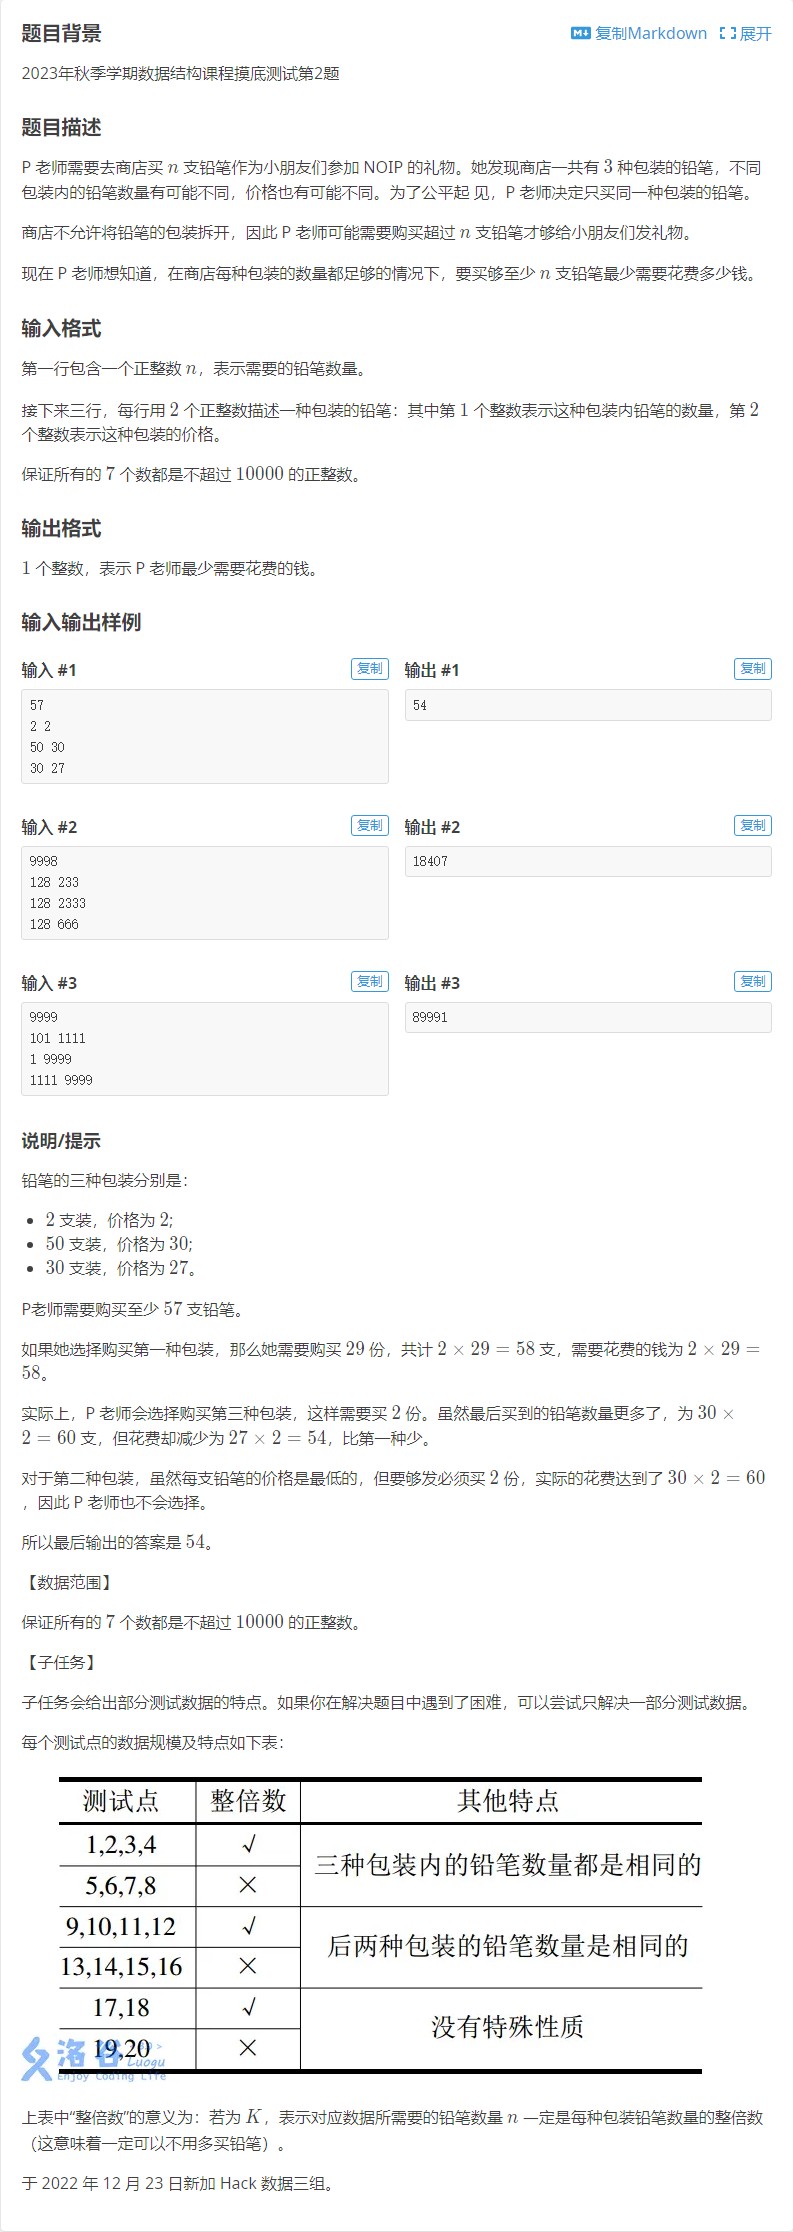 题目背景
复制Markdown 展开
2023年秋季学期数据结构课程摸底测试第2题
题目描述
P 老师需要去商店买 n 支铅笔作为小朋友们参加 NOIP 的礼物。她发现商店一共有 3 种包装的铅笔，不同
包装内的铅笔数量有可能不同，价格也有可能不同。为了公平起 见，P 老师决定只买同一种包装的铅笔。
商店不允许将铅笔的包装拆开，因此 P 老师可能需要购买超过 n 支铅笔才够给小朋友们发礼物。
现在 P 老师想知道，在商店每种包装的数量都足够的情况下，要买够至少 n 支铅笔最少需要花费多少钱。
输入格式
第一行包含一个正整数 n，表示需要的铅笔数量。
接下来三行，每行用 2 个正整数描述一种包装的铅笔：其中第 1 个整数表示这种包装内铅笔的数量，第 2
个整数表示这种包装的价格。
保证所有的 7 个数都是不超过 10000 的正整数。
输出格式
1 个整数，表示 P 老师最少需要花费的钱。
输入输出样例
输入 #1 复制
57
2 2
50 30
30 27
输出 #1 复制
54
输入 #2 复制
9998
128 233
128 2333
128 666
输出 #2 复制
18407
输入 #3 复制
9999
101 1111
1 9999
1111 9999
输出 #3 复制
89991
说明/提示
铅笔的三种包装分别是：
• 2 支装，价格为 2;
• 50 支装，价格为 30;
• 30 支装，价格为 27。
P老师需要购买至少 57 支铅笔。
如果她选择购买第一种包装，那么她需要购买 29 份，共计 2 × 29 = 58 支，需要花费的钱为 2 × 29 =
58。
实际上，P 老师会选择购买第三种包装，这样需要买 2 份。虽然最后买到的铅笔数量更多了，为 30 ×
2 = 60 支，但花费却减少为 27 × 2 = 54，比第一种少。
对于第二种包装，虽然每支铅笔的价格是最低的，但要够发必须买 2 份，实际的花费达到了 30 × 2 = 60
，因此 P 老师也不会选择。
所以最后输出的答案是 54。
【数据范围】
保证所有的 7 个数都是不超过 10000 的正整数。
【子任务】
子任务会给出部分测试数据的特点。如果你在解决题目中遇到了困难，可以尝试只解决一部分测试数据。
每个测试点的数据规模及特点如下表：
测试点 整倍数 其他特点
1,2,3,4 √ 三种包装内的铅笔数量都是相同的
5,6,7,8 ×
9,10,11,12 √ 后两种包装的铅笔数量是相同的
13,14,15,16 ×
17,18 √ 没有特殊性质
19,20 ×
洛谷 Luogu
Enjoy Coding Life
上表中“整倍数”的意义为：若为 K，表示对应数据所需要的铅笔数量 n 一定是每种包装铅笔数量的整倍数
（这意味着一定可以不用多买铅笔）。
于 2022 年 12 月 23 日新加 Hack 数据三组。